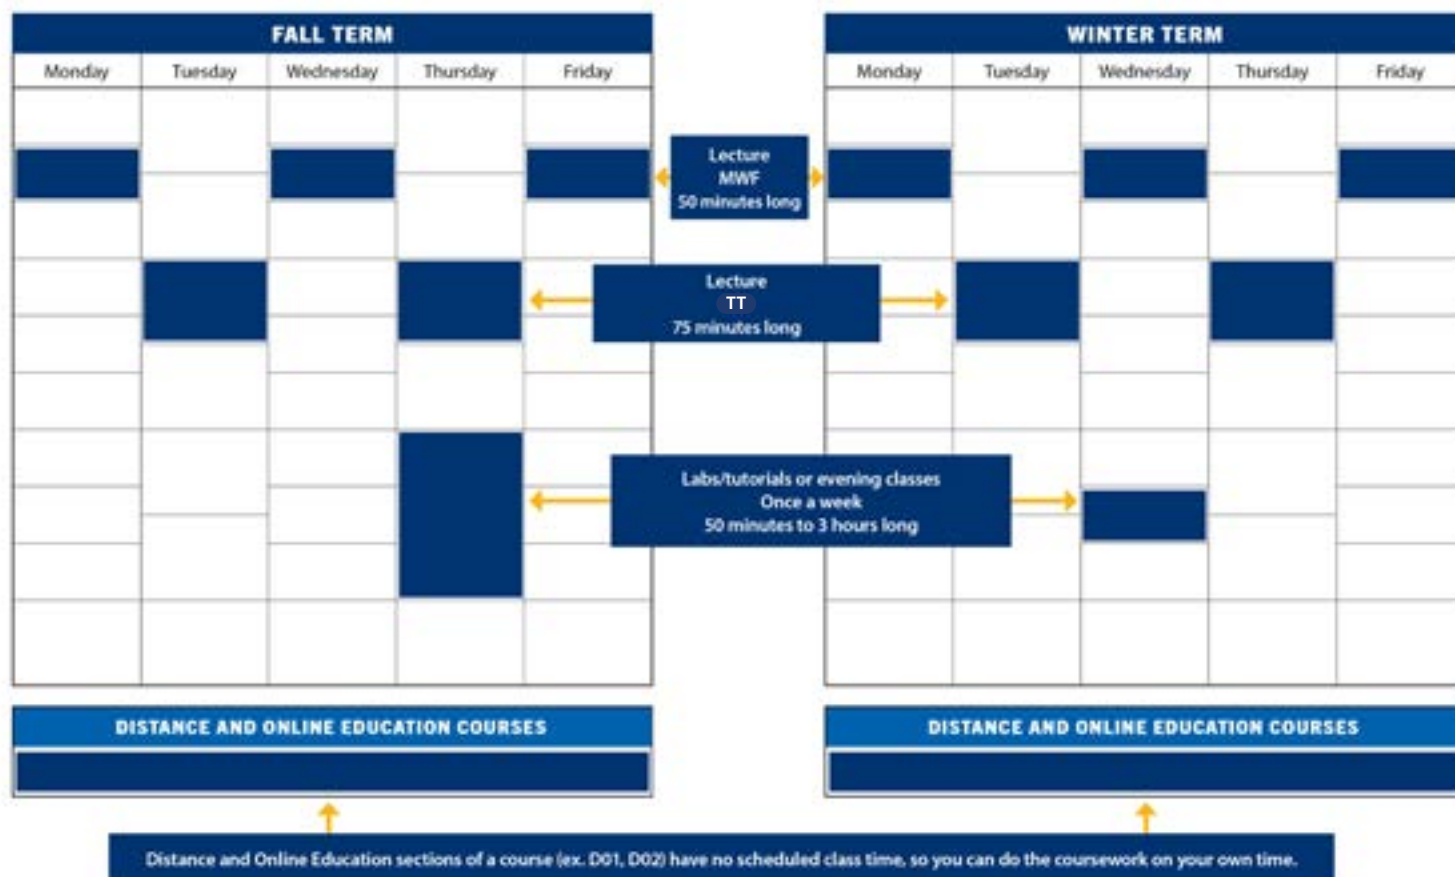 FALL TERM
Monday Tuesday Wednesday Thursday Friday
WINTER TERM
Monday Tuesday Wednesday Thursday Friday
Lecture
MWF
50 minutes long
Lecture
TT
75 minutes long
Labs/tutorials or evening classes
Once a week
50 minutes to 3 hours long
DISTANCE AND ONLINE EDUCATION COURSES
DISTANCE AND ONLINE EDUCATION COURSES
Distance and Online Education sections of a course (ex. D01, D02) have no scheduled class time, so you can do the coursework on your own time.